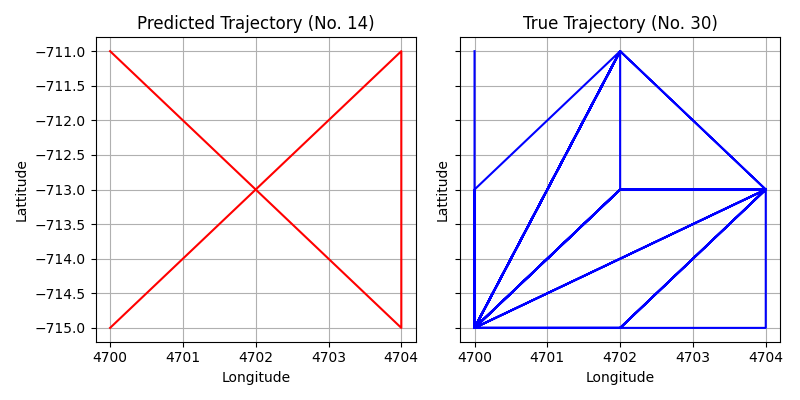 Predicted Trajectory (No. 14)
True Trajectory (No. 30)
−711.0
−711.5
−712.0
−712.5
−713.0
−713.5
−714.0
−714.5
−715.0
Lattitude
Lattitude
4700 4701 4702 4703 4704
4700 4701 4702 4703 4704
Longitude
Longitude